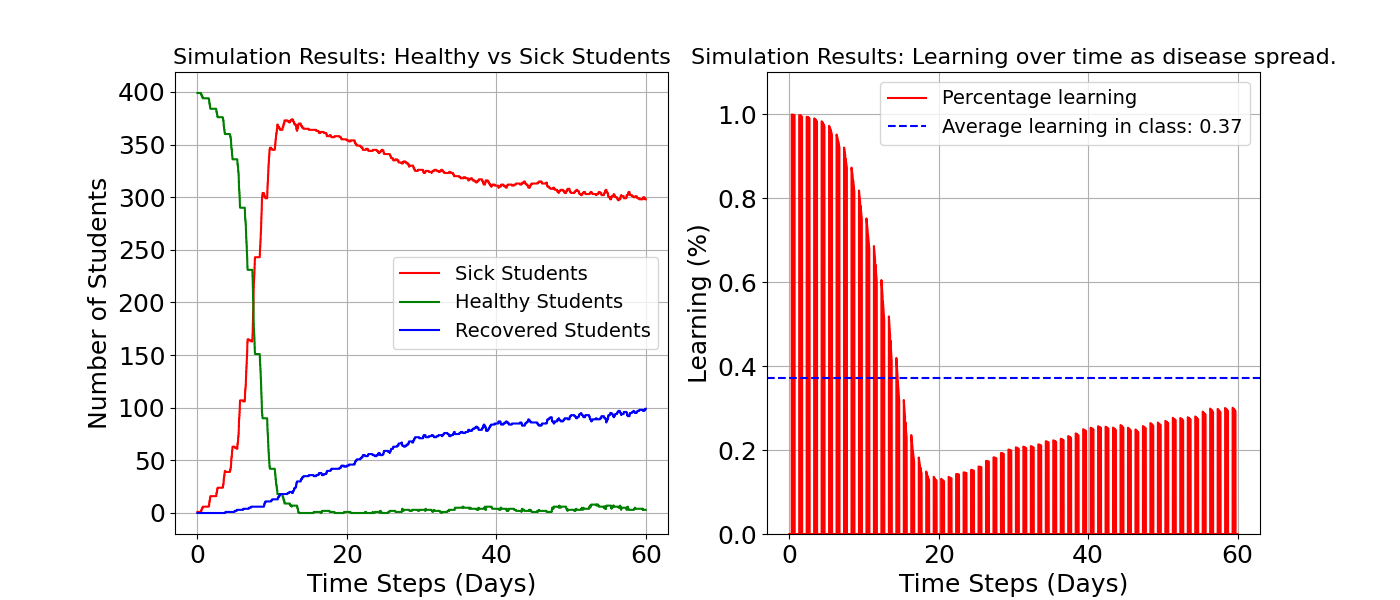 Simulation Results: Healthy vs Sick Students
400
350
300
250
200
150
100
50
0
Number of Students
Sick Students
Healthy Students
Recovered Students
0 20 40 60
Time Steps (Days)
Simulation Results: Learning over time as disease spread.
1.0
0.8
0.6
0.4
0.2
0.0
Learning (%)
Percentage learning
Average learning in class: 0.37
0 20 40 60
Time Steps (Days)